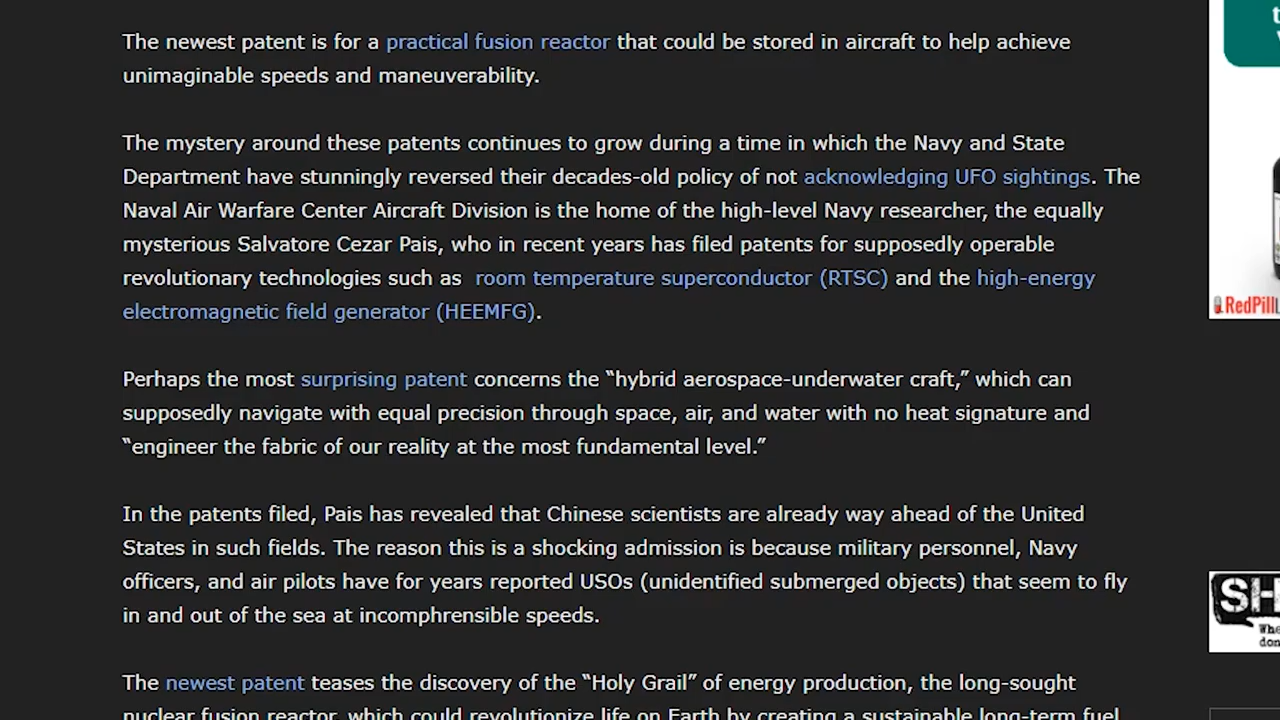 The newest patent is for a practical fusion reactor that could be stored in aircraft to help achieve
unimaginable speeds and maneuverability.
The mystery around these patents continues to grow during a time in which the Navy and State
Department have stunningly reversed their decades-old policy of not acknowledging UFO sightings. The
Naval Air Warfare Center Aircraft Division is the home of the high-level Navy researcher, the equally
mysterious Salvatore Cezar Pais, who in recent years has filed patents for supposedly operable
revolutionary technologies such as room temperature superconductor (RTSC) and the high-energy
electromagnetic field generator (HEEMFG).
Perhaps the most surprising patent concerns the “hybrid aerospace-underwater craft,” which can
supposedly navigate with equal precision through space, air, and water with no heat signature and
“engineer the fabric of our reality at the most fundamental level.”
In the patents filed, Pais has revealed that Chinese scientists are already way ahead of the United
States in such fields. The reason this is a shocking admission is because military personnel, Navy
officers, and air pilots have for years reported USOs (unidentified submerged objects) that seem to fly
in and out of the sea at incomphrensible speeds.
The newest patent teases the discovery of the “Holy Grail” of energy production, the long-sought
nuclear fusion reactor, which could revolutionize life on Earth by creating a sustainable long-term fuel
RedPill
SH